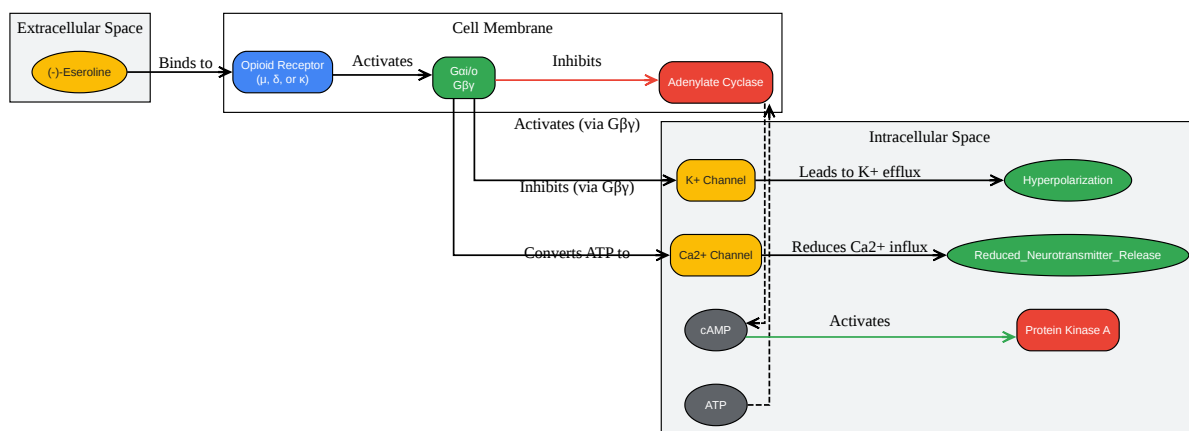 Extracellular Space
Cell Membrane
(-)-Eseroline
Binds to
Opioid Receptor
(μ, δ, or κ)
Activates
Gαi/o
Gβγ
Inhibits
Adenylate Cyclase
Activates (via Gβγ)
Intracellular Space
K+ Channel
Leads to K+ efflux
Hyperpolarization
Inhibits (via Gβγ)
Converts ATP to
Ca2+ Channel
Reduces Ca2+ influx
Reduced_Neurotransmitter_Release
cAMP
Activates
Protein Kinase A
ATP